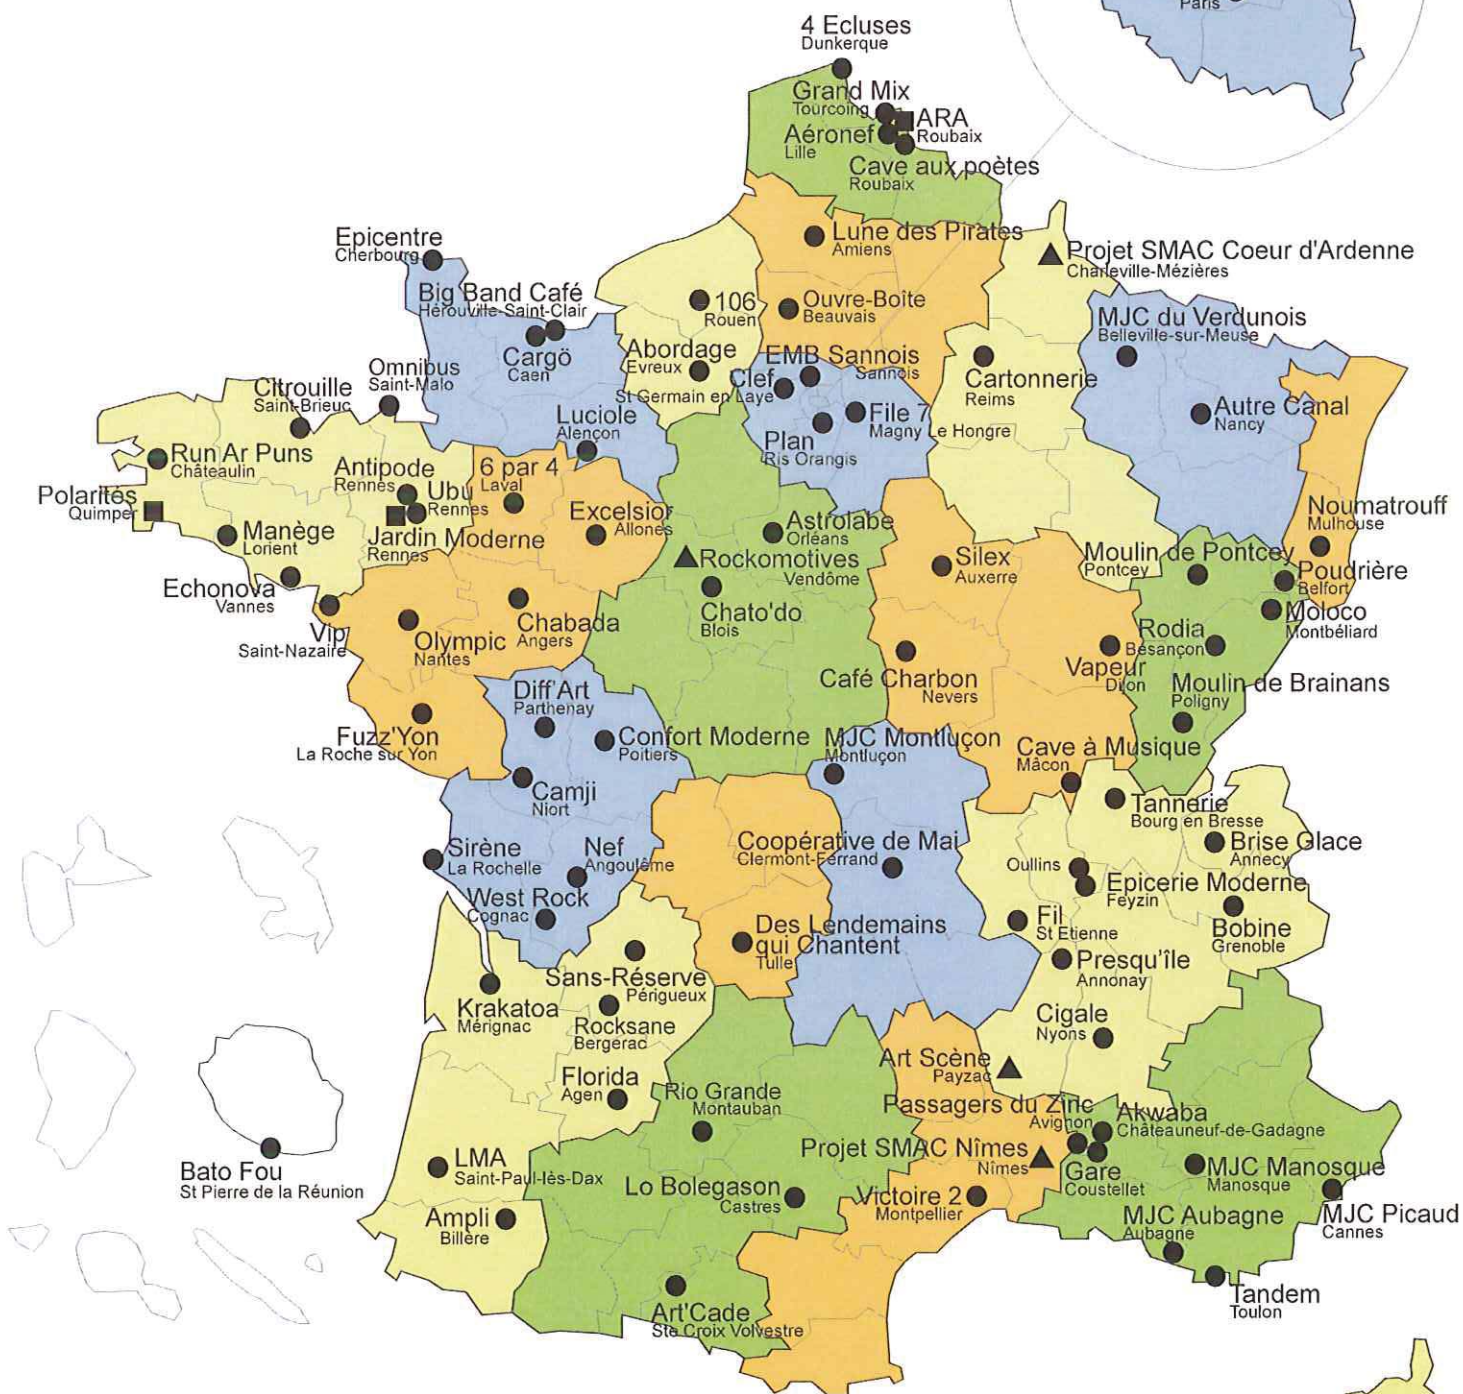 Paris
4 Ecluses
Dunkerque
Grand Mix
Tourcoing
ARA
Roubaix
Aéronef
Lille
Cave aux poètes
Roubaix
Lune des Pirates
Amiens
Epicentre
Cherbourg
Projet SMAC Coeur d'Ardenne
Charleville-Mézières
Big Band Café
Hérouville-Saint-Clair
106
Rouen
Ouvre-Boîte
Beauvais
MJC du Verdunois
Belleville-sur-Meuse
Cargö
Caen
Abordage
Evreux
EMB Sannois
Sannois
Cartonnerie
Reims
Omnibus
Saint-Malo
Citrouille
Saint-Brieuc
Clef
St Germain en Laye
File 7
Magny Le Hongre
Autre Canal
Nancy
Luciole
Alençon
Plan
Ris Orangis
Run Ar Puns
Châteaulin
Antipode
Rennes
6 par 4
Laval
Ubu
Rennes
Polarités
Quimper
Excelsior
Allones
Noumatrouff
Mulhouse
Manège
Lorient
Jardin Moderne
Rennes
Astrolabe
Orléans
Rockomotives
Vendôme
Silex
Auxerre
Moulin de Pontcey
Pontcey
Poudrière
Belfort
Echonova
Vannes
Chato'do
Blois
Moloco
Montbéliard
Vip
Saint-Nazaire
Olympic
Nantes
Chabada
Angers
Rodia
Bésançon
Café Charbon
Nevers
Vapeur
Dijon
Moulin de Brainans
Poligny
Diff'Art
Parthenay
Fuzz'Yon
La Roche sur Yon
Confort Moderne
Poitiers
MJC Montluçon
Montluçon
Cave à Musique
Mâcon
Camji
Niort
Tannerie
Bourg en Bresse
Sirène
La Rochelle
Nef
Angoulême
Coopérative de Mai
Clermont-Ferrand
Brise Glace
Annecy
Oullins
Epicerie Moderne
Feyzin
West Rock
Cognac
Des Lendemains
qui Chantent
Tulle
Fil
St Etienne
Bobine
Grenoble
Sans-Réserve
Périgueux
Presqu'île
Annonay
Krakatoa
Mérignac
Rocksane
Bergérac
Cigale
Nyons
Art Scène
Payzac
Florida
Agen
Rio Grande
Montauban
Passagers du Zinc
Avignon
Akwaba
Châteauneuf-de-Gadagne
Bato Fou
St Pierre de la Réunion
LMA
Saint-Paul-lès-Dax
Projet SMAC Nîmes
Nîmes
Gare
Coustellet
MJC Manosque
Manosque
Lo Bolegason
Castres
Victoire 2
Montpellier
Ampli
Billère
MJC Aubagne
Aubagne
MJC Picaud
Cannes
Tandem
Toulon
Art'Cade
Ste Croix Volvestre